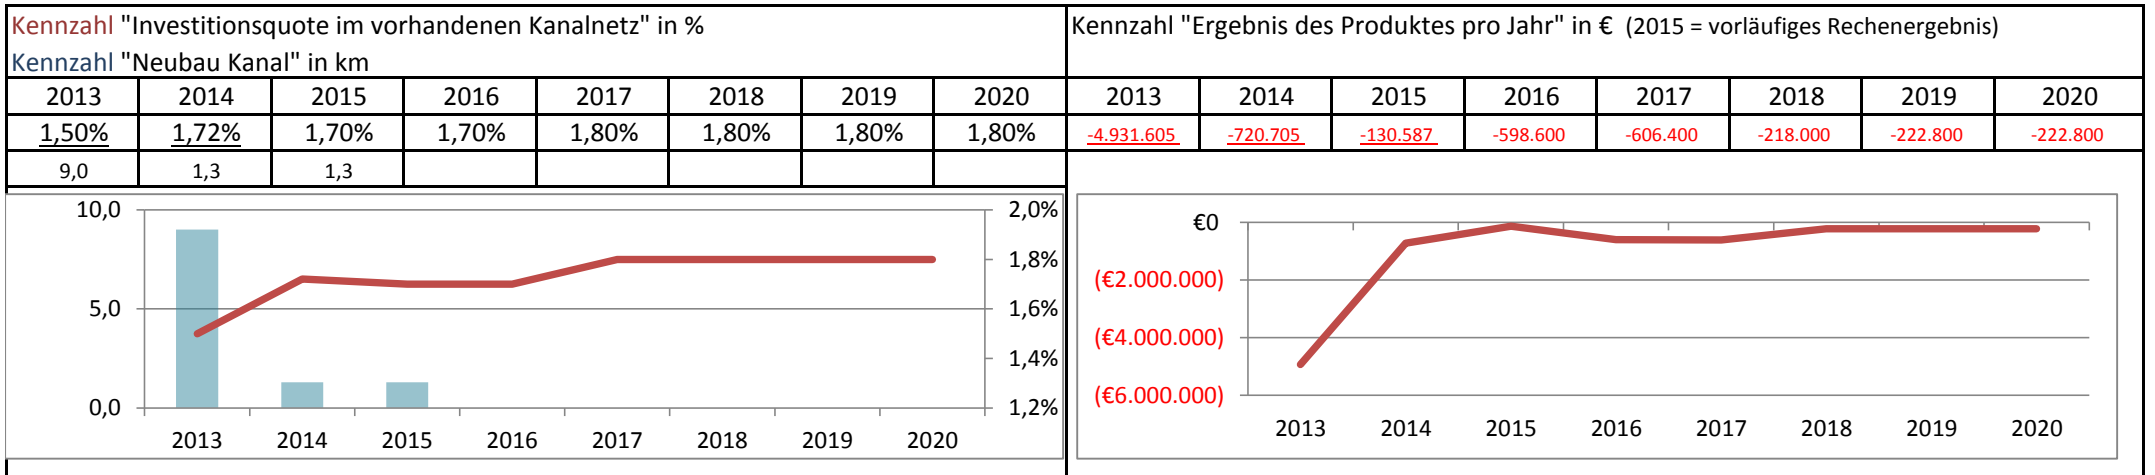 Kennzahl "Investitionsquote im vorhandenen Kanalnetz" in %
Kennzahl "Neubau Kanal" in km
2013 2014 2015 2016 2017 2018 2019 2020
1,50% 1,72% 1,70% 1,70% 1,80% 1,80% 1,80% 1,80%
9,0 1,3 1,3
10,0
5,0
0,0
2,0%
1,8%
1,6%
1,4%
1,2%
2013 2014 2015 2016 2017 2018 2019 2020
Kennzahl "Ergebnis des Produktes pro Jahr" in € (2015 = vorläufiges Rechenergebnis)
2013 2014 2015 2016 2017 2018 2019 2020
-4.931.605 -720.705 -130.587 -598.600 -606.400 -218.000 -222.800 -222.800
€0
(€2.000.000)
(€4.000.000)
(€6.000.000)
2013 2014 2015 2016 2017 2018 2019 2020